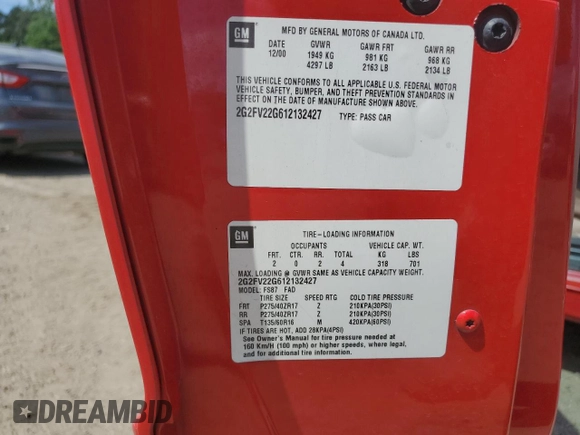 GM
MFD BY GENERAL MOTORS OF CANADA LTD.
DATE GVWR GAWR FRT GAWR RR
12/00 1949 KG 981 KG 968 KG
4297 LB 2163 LB 2134 LB
THIS VEHICLE CONFORMS TO ALL APPLICABLE U.S. FEDERAL MOTOR
VEHICLE SAFETY, BUMPER, AND THEFT PREVENTION STANDARDS IN
EFFECT ON THE DATE OF MANUFACTURE SHOWN ABOVE.
2G2FV22G612132427 TYPE: PASS CAR
GM
TIRE-LOADING INFORMATION
OCCUPANTS VEHICLE CAP. WT.
FRT. CTR. RR. TOTAL KG LBS
2 0 2 4 318 701
MAX. LOADING @ GVWR SAME AS VEHICLE CAPACITY WEIGHT.
2G2FV22G612132427
MODEL: FS87 FAD
TIRE SIZE SPEED RTG COLD TIRE PRESSURE
FRT P275/40ZR17 Z 210KPA(30PSI)
RR P275/40ZR17 Z 210KPA(30PSI)
SPA T135/60R16 M 420KPA(60PSI)
IF TIRES ARE HOT, ADD 28KPA(4PSI)
See Owner's Manual for tire pressure needed at
160 Km/H (100 mph) or higher speeds, where legal,
and for additional tire information.
DREAMBID